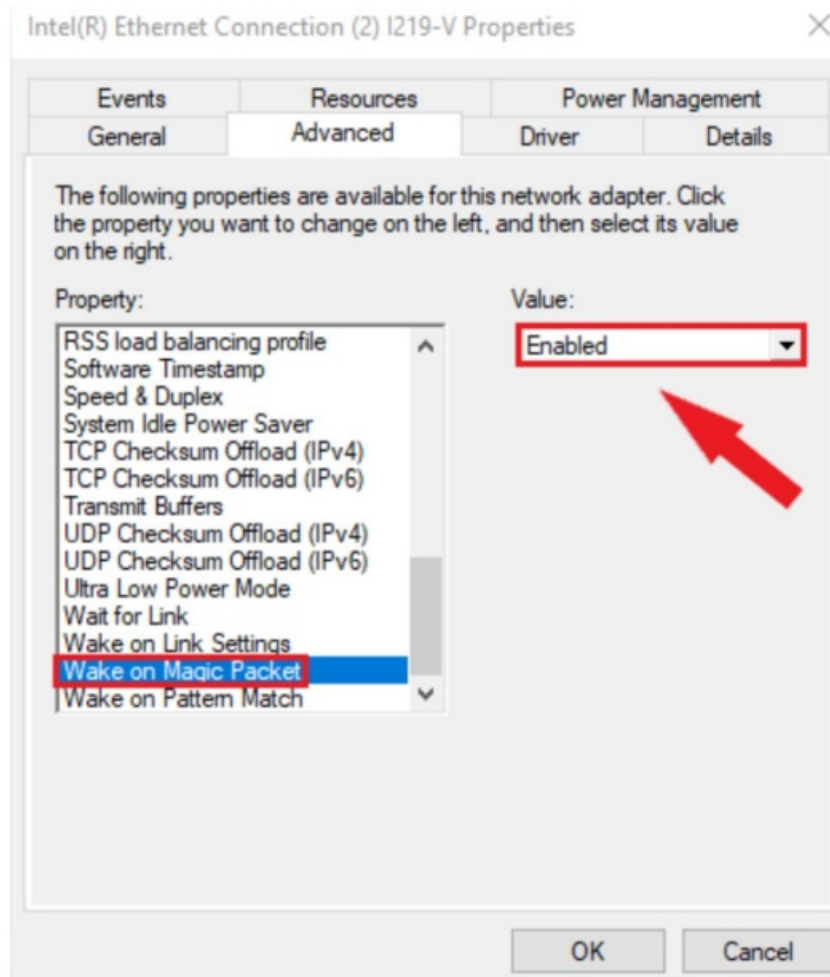 Intel(R) Ethernet Connection (2) I219-V Properties
Events
Resources
Power Management
General
Advanced
Driver
Details
The following properties are available for this network adapter. Click
the property you want to change on the left, and then select its value
on the right.
Property:
Value:
RSS load balancing profile
Enabled
Software Timestamp
Speed & Duplex
System Idle Power Saver
TCP Checksum Offload (IPv4)
TCP Checksum Offload (IPv6)
Transmit Buffers
UDP Checksum Offload (IPv4)
UDP Checksum Offload (IPv6)
Ultra Low Power Mode
Wait for Link
Wake on Link Settings
Wake on Magic Packet
Wake on Pattern Match
OK
Cancel